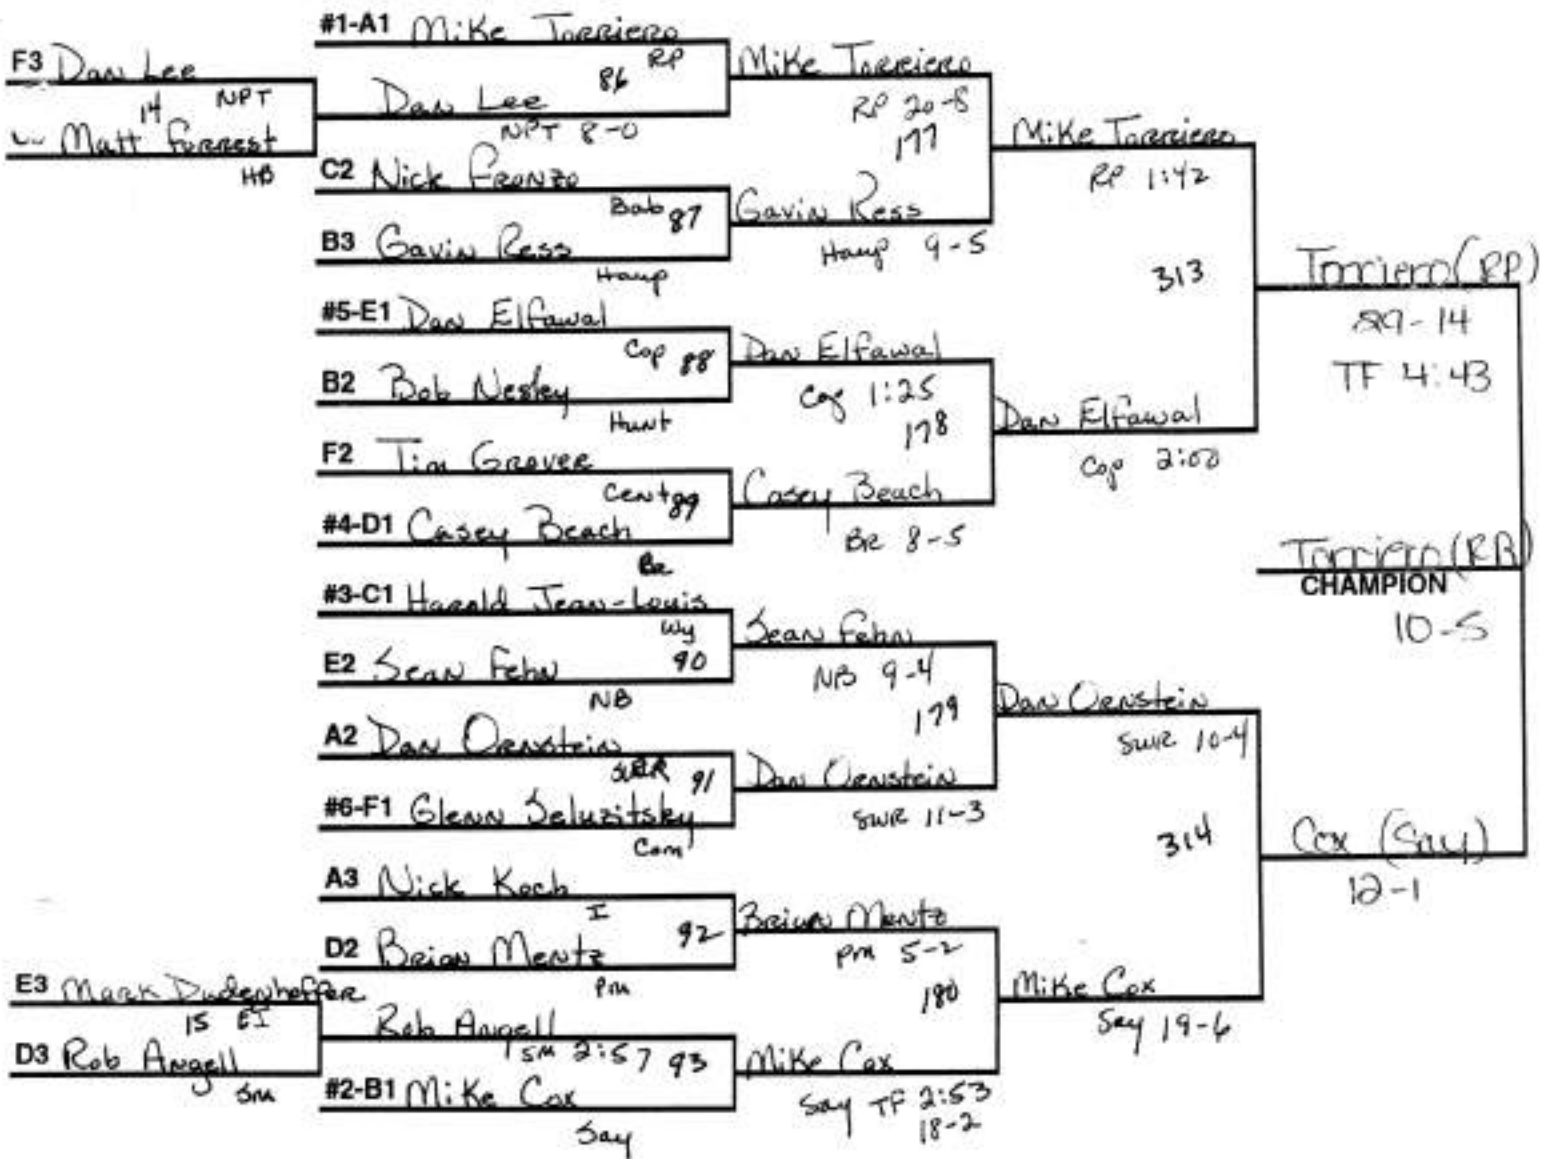 #1-A1 Mike Torriero
RP
F3 Dan Lee
14 NPT
Matt Forrest
HB
86
Dan Lee
NPT 8-0
Mike Torriero
RP 20-5
177
C2 Nick Fronzo
Bab 87
B3 Gavin Ress
Haup
Gavin Ress
Haup 9-5
Mike Torriero
RP 1:42
313
#5-E1 Dan Elfawal
Cop 88
B2 Bob Nesley
Hunt
Dan Elfawal
Cop 1:25
178
F2 Tim Grover
Cent 89
#4-D1 Casey Beach
Br
Casey Beach
BR 8-5
Dan Elfawal
Cop 2:00
Torriero (RP)
29-14
TF 4:43
#3-C1 Harold Jean-Louis
Wy
90
E2 Sean Fehn
NB
Sean Fehn
NB 9-4
179
A2 Dan Ornstein
SWR 91
#6-F1 Glenn Seluzitsky
Com
Dan Ornstein
SWR 11-3
Dan Ornstein
SWR 10-4
314
Torriero (RP)
CHAMPION
10-5
A3 Nick Koch
I
92
D2 Brian Mentz
Pm
Brian Mentz
Pm 5-2
180
E3 Mark Dudenhoffer
15 EI
D3 Rob Angell
Sm
Rob Angell
Sm 2:57 93
#2-B1 Mike Cox
Say
Mike Cox
Say TF 2:53
18-2
Mike Cox
Say 19-6
Cox (Say)
12-1